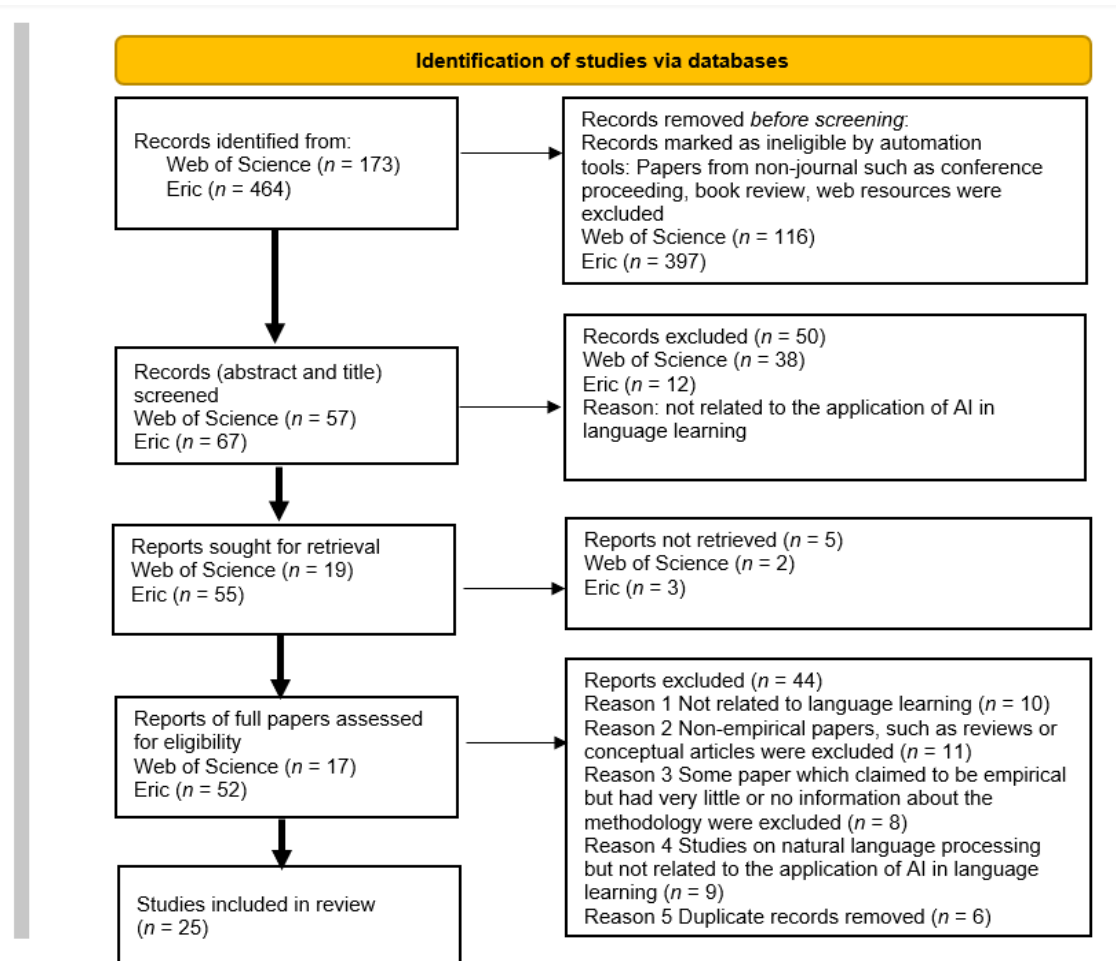 Identification of studies via databases
Records identified from:
Web of Science (n = 173)
Eric (n = 464)
Records removed before screening:
Records marked as ineligible by automation
tools: Papers from non-journal such as conference
proceeding, book review, web resources were
excluded
Web of Science (n = 116)
Eric (n = 397)
Records (abstract and title)
screened
Web of Science (n = 57)
Eric (n = 67)
Records excluded (n = 50)
Web of Science (n = 38)
Eric (n = 12)
Reason: not related to the application of AI in
language learning
Reports sought for retrieval
Web of Science (n = 19)
Eric (n = 55)
Reports not retrieved (n = 5)
Web of Science (n = 2)
Eric (n = 3)
Reports of full papers assessed
for eligibility
Web of Science (n = 17)
Eric (n = 52)
Reports excluded (n = 44)
Reason 1 Not related to language learning (n = 10)
Reason 2 Non-empirical papers, such as reviews or
conceptual articles were excluded (n = 11)
Reason 3 Some paper which claimed to be empirical
but had very little or no information about the
methodology were excluded (n = 8)
Reason 4 Studies on natural language processing
but not related to the application of AI in language
learning (n = 9)
Reason 5 Duplicate records removed (n = 6)
Studies included in review
(n = 25)